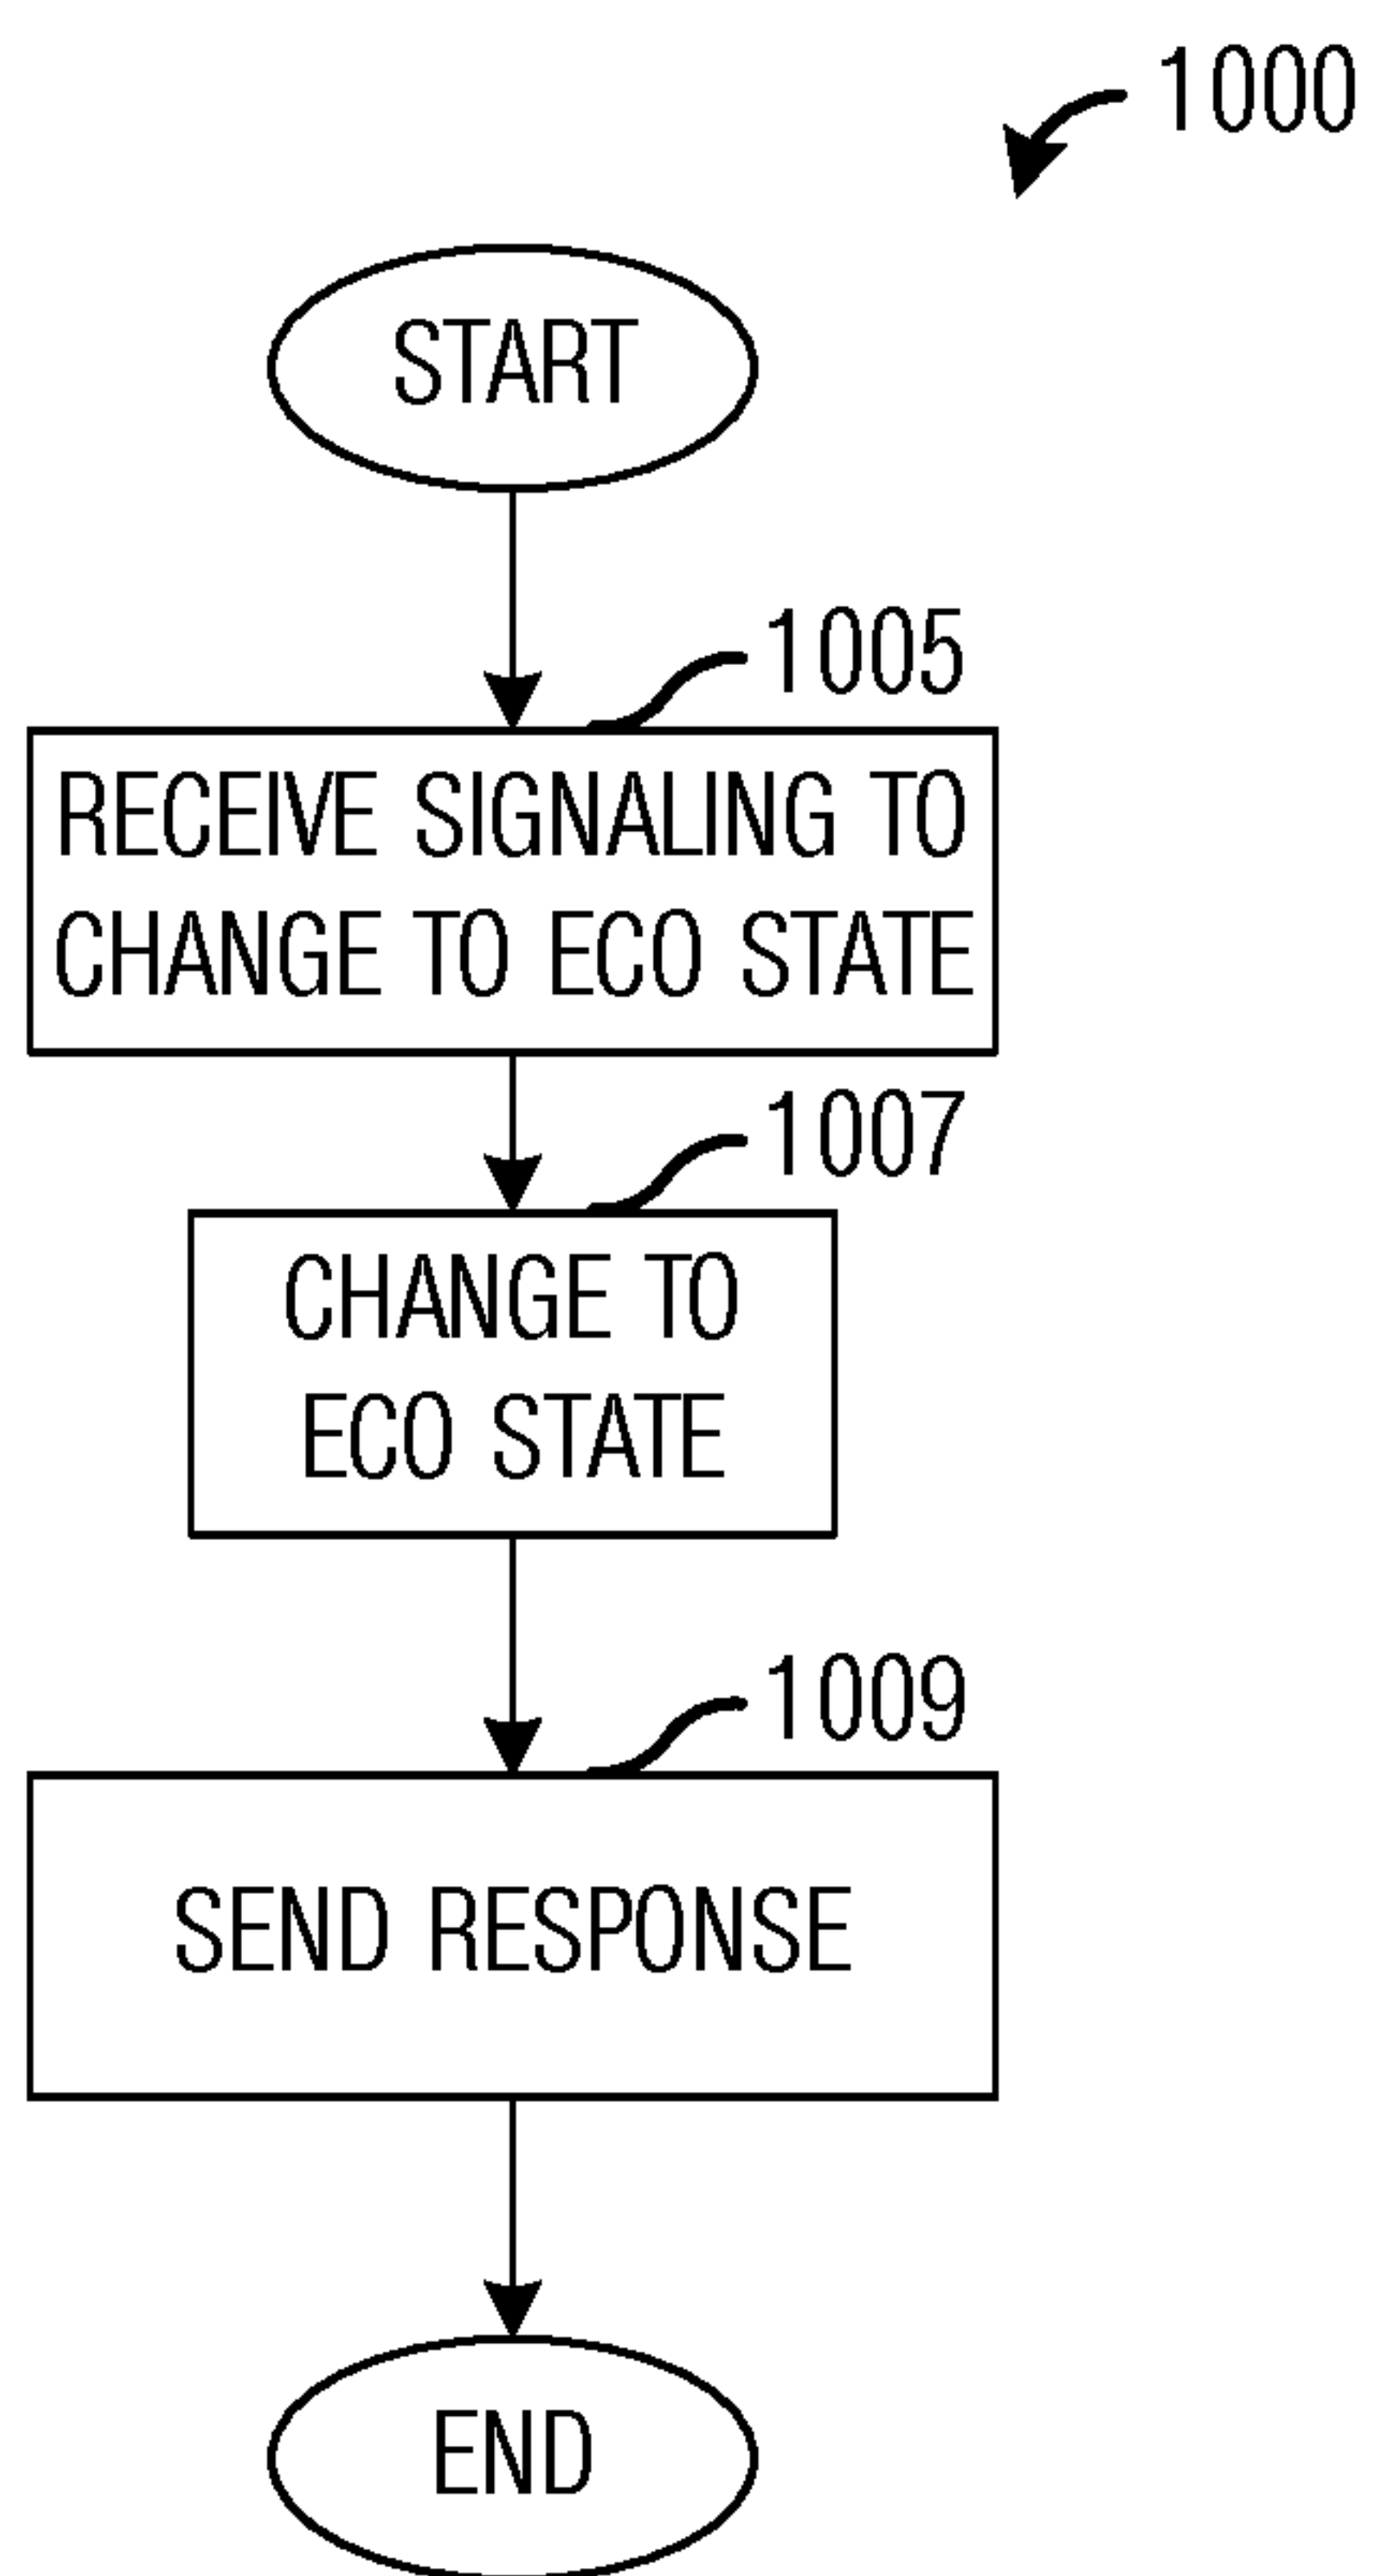 1000
START
1005
RECEIVE SIGNALING TO
CHANGE TO ECO STATE
1007
CHANGE TO
ECO STATE
1009
SEND RESPONSE
END